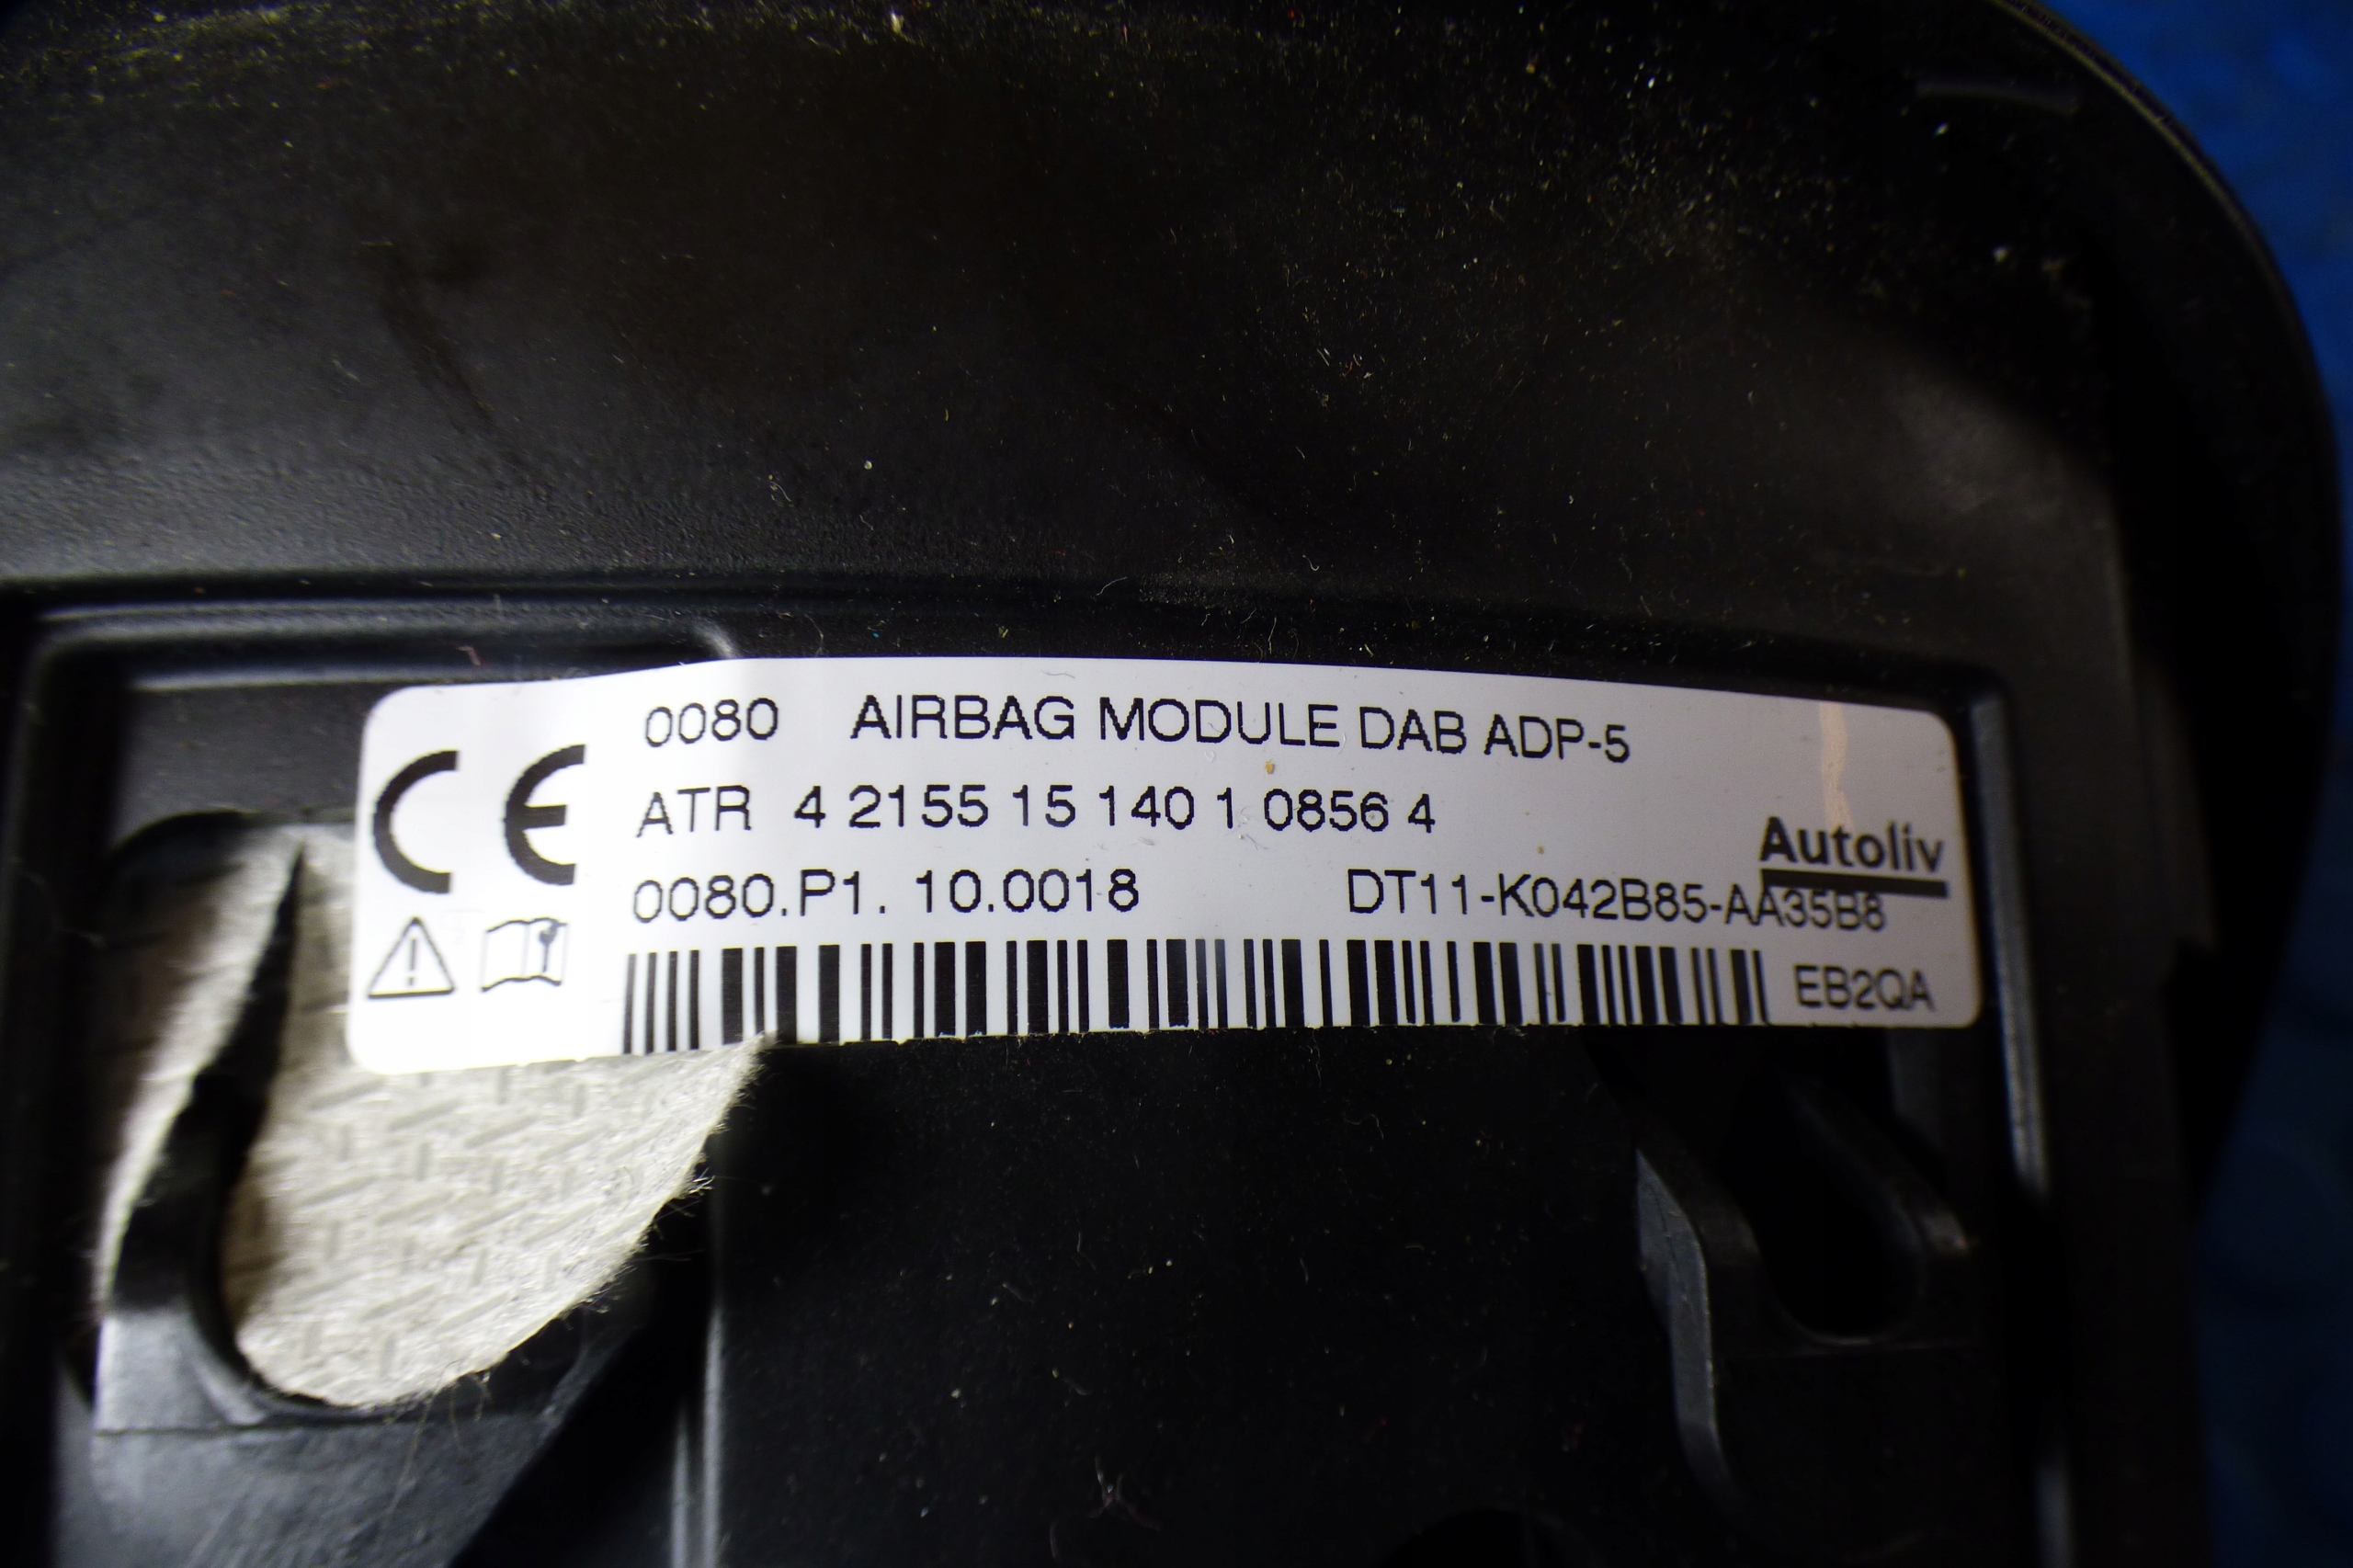 CE 0080 AIRBAG MODULE DAB ADP-5
ATR 4 2155 15 140 1 0856 4
Autoliv
0080.P1. 10.0018 DT11-K042B85-AA35B8
EB2QA